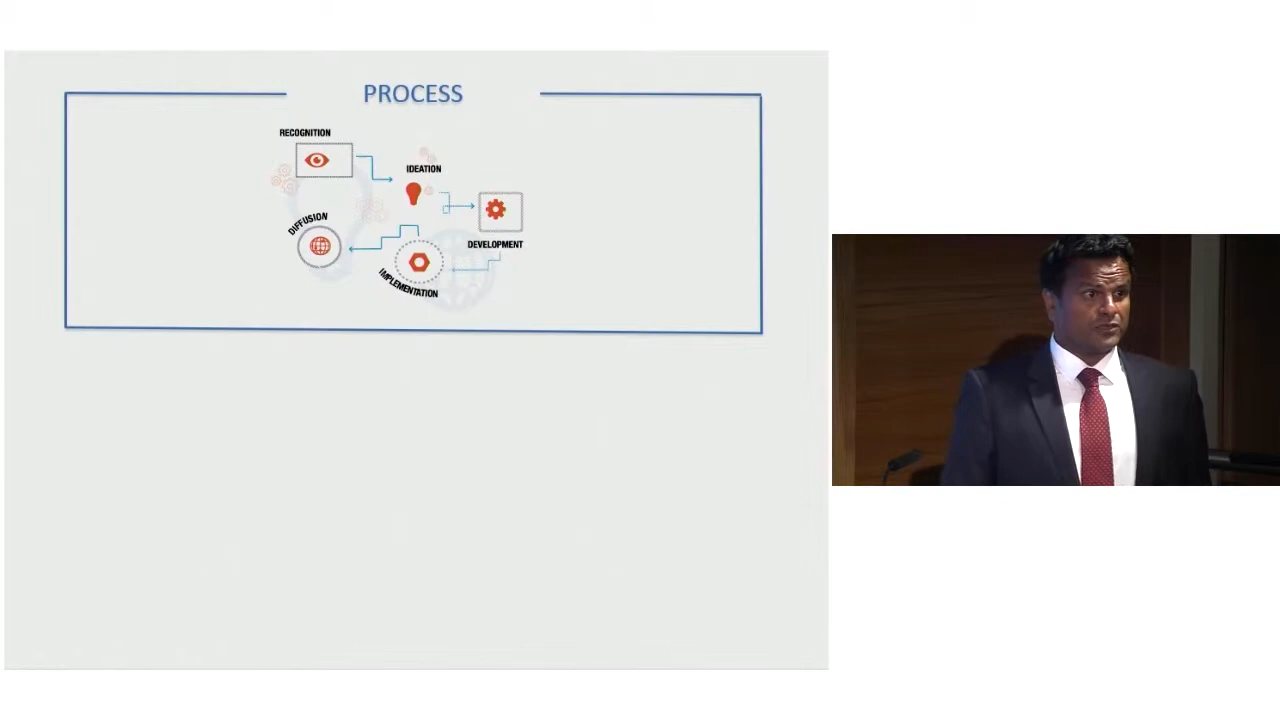 PROCESS
RECOGNITION
IDEATION
DEVELOPMENT
IMPLEMENTATION
DIFFUSION